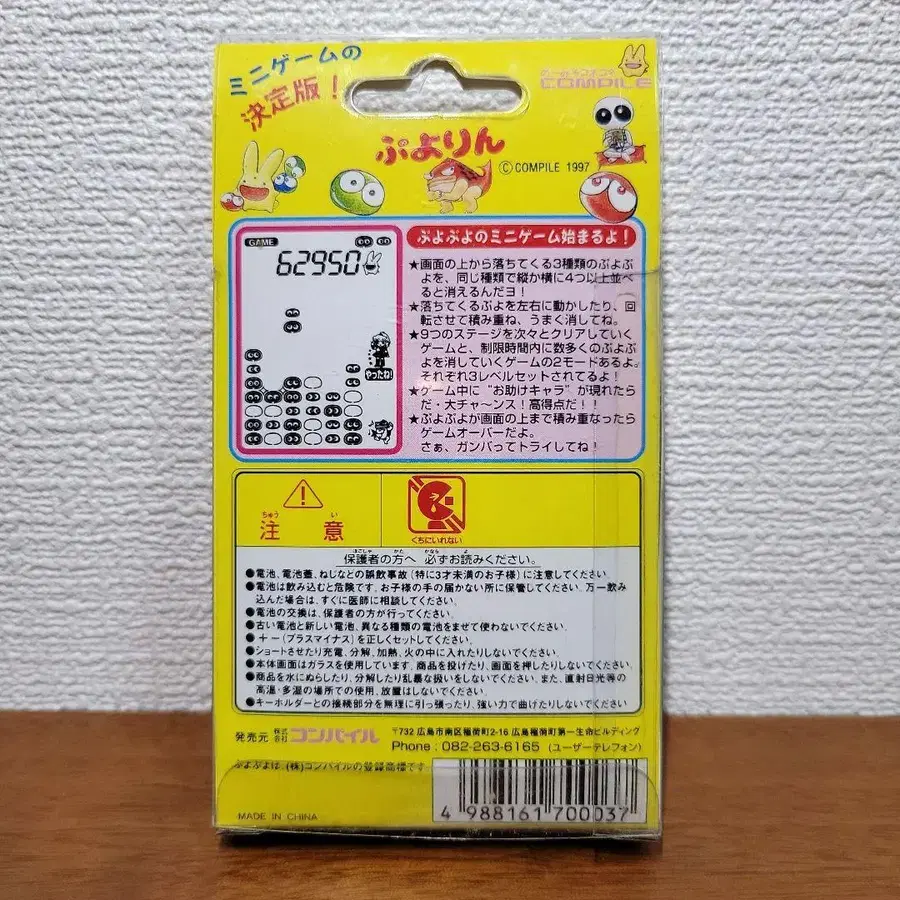 ミニゲームの
決定版!
COMPILE
ぷよりん
© COMPILE 1997
GAME
62950
やったね!
ぷよぷよのミニゲーム始まるよ!
★画面の上から落ちてくる3種類のぷよぷ
よを、同じ種類で縦か横に4つ以上並べ
ると消えるんだヨ!
★落ちてくるぷよを左右に動かしたり、回
転させて積み重ね、うまく消してね。
★9つのステージを次々とクリアしていく
ゲームと、制限時間内に数多くのぷよぷ
よを消していくゲームの2モードあるよ。
それぞれ3レベルセットされてるよ!
★ゲーム中に“お助けキャラ”が現れたら
だ・大チャ〜ンス!高得点だ!!
★ぷよぷよが画面の上まで積み重なったら
ゲームオーバーだよ。
さぁ、ガンバってトライしてね!
ちゅう い
注 意
くちにいれない
ほごしゃ かた かなら よ
保護者の方へ 必ずお読みください。
●電池、電池蓋、ねじなどの誤飲事故(特に3才未満のお子様)に注意してください.
●電池は飲み込むと危険です。お子様の手の届かない所に保管してください。万一飲み
込んだ場合は、すぐに医師に相談してください。
●電池の交換は、保護者の方が行ってください。
●古い電池と新しい電池、異なる種類の電池をまぜて使わないでください。
●+−(プラスマイナス)を正しくセットしてください。
●ショートさせたり充電、分解、加熱、火の中に入れたりしないでください。
●本体画面はガラスを使用しています。商品を投げたり、画面を押したりしないでください。
●商品を水にぬらしたり、分解したり乱暴な扱いをしないでください。また、直射日光等の
高温・多湿の場所での使用、放置はしないでください。
●キーホルダーとの接続部分を無理に引っ張ったり、強い力で曲げたりしないでください
発売元 株式会社 コンパイル
〒732 広島市南区稲荷町2-16 広島稲荷町第一生命ビルディング
Phone : 082-263-6165 (ユーザーテレフォン)
ぷよぷよは、(株)コンパイルの登録商標です。
4 988161 700037
MADE IN CHINA